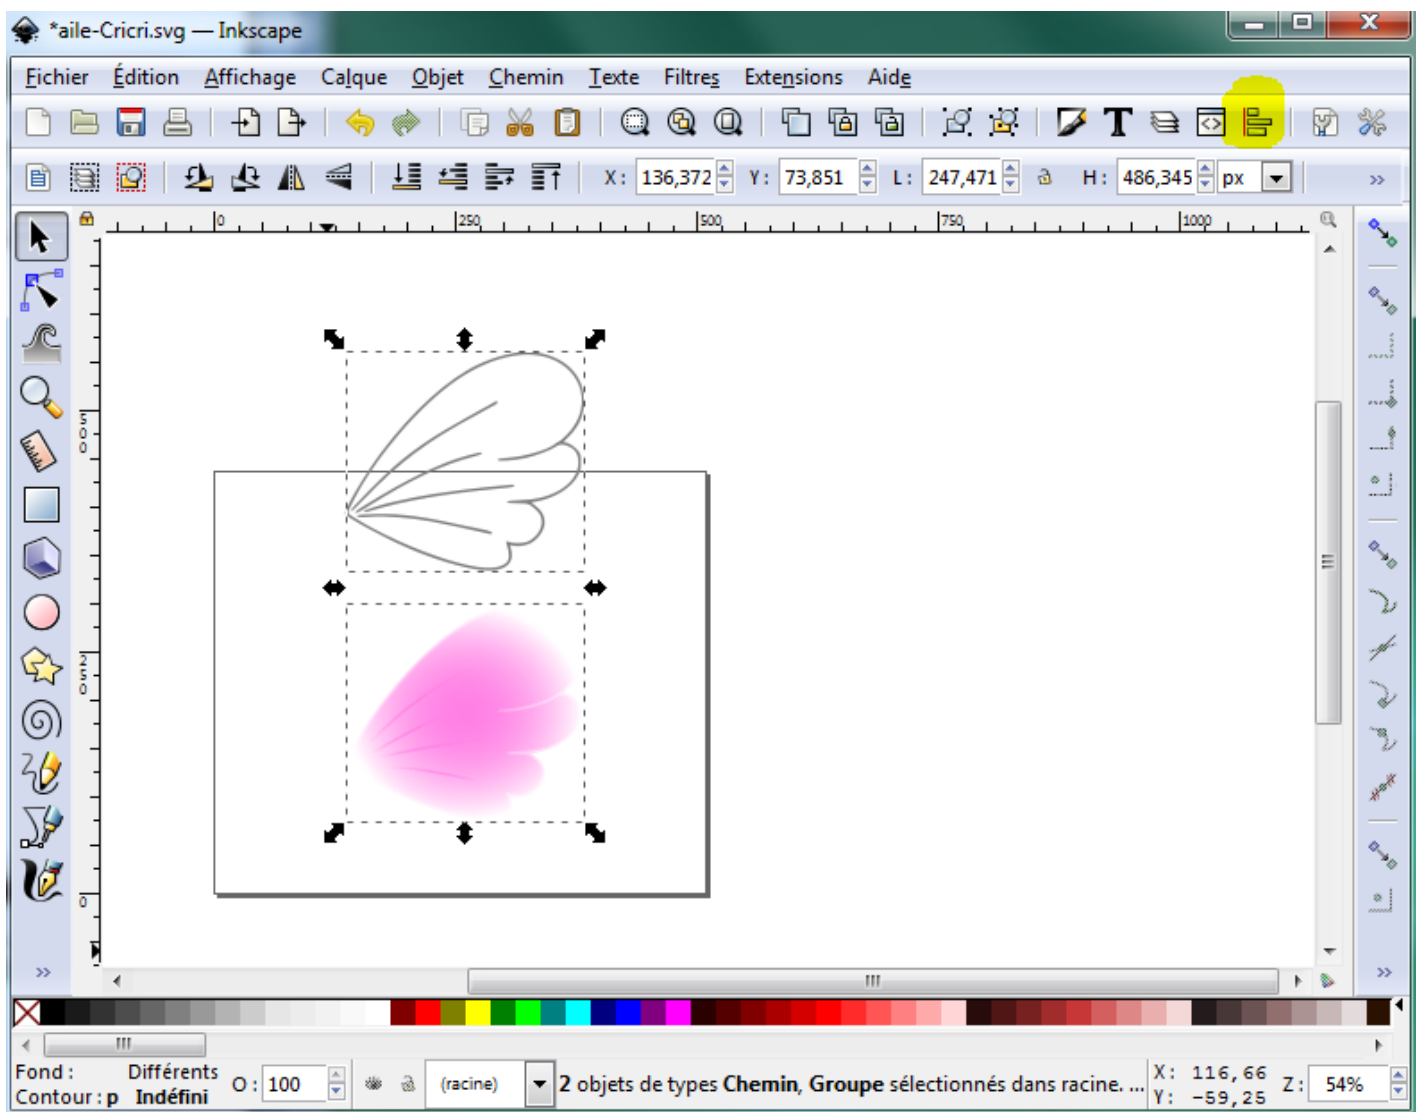 *aile-Cricri.svg — Inkscape
Fichier Édition Affichage Calque Objet Chemin Texte Filtres Extensions Aide
X: 136,372 Y: 73,851 L: 247,471 H: 486,345 px
0 250 500 750 1000
500
250
0
Fond: Différents O: 100 (racine) 2 objets de types Chemin, Groupe sélectionnés dans racine. ... X: 116,66 Z: 54%
Contour: p Indéfini Y: -59,25